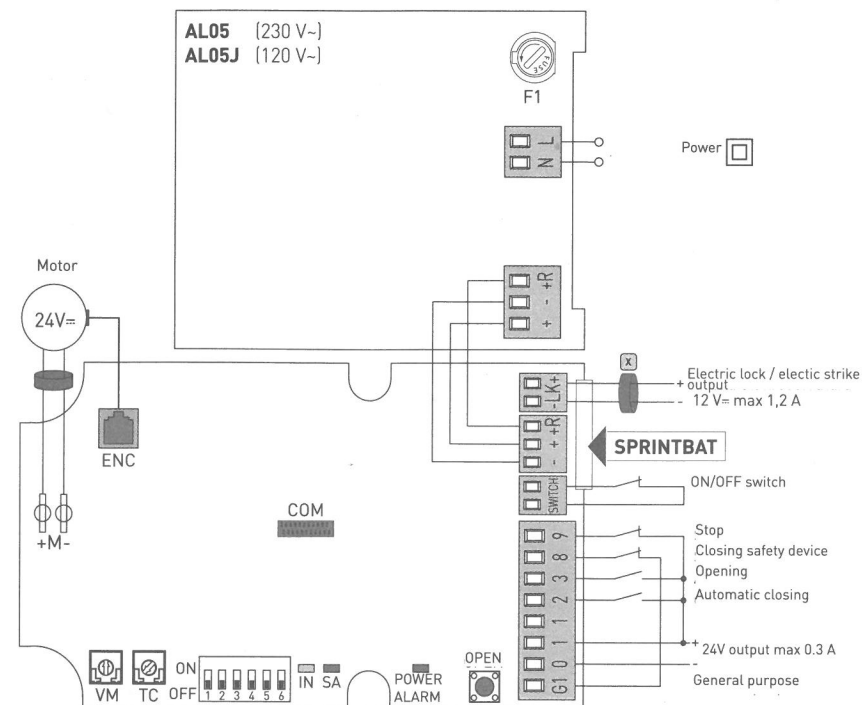 AL05 (230 V~)
AL05J (120 V~)
FUSE
F1
L
N
Power
+R
-
+
Motor
24V⎓
ENC
+M-
X
-LK+
+ Electric lock / electic strike
output
- 12 V⎓ max 1,2 A
+R
+
-
SPRINTBAT
SWITCH
ON/OFF switch
COM
9 Stop
8 Closing safety device
3 Opening
2 Automatic closing
1
1 + 24V output max 0.3 A
0 -
G1 General purpose
VM
TC
ON
OFF
1 2 3 4 5 6
IN SA
POWER
ALARM
OPEN